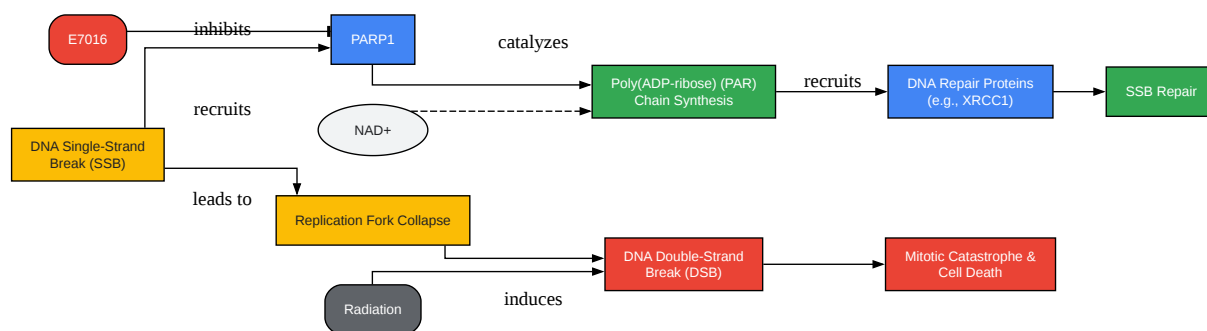 E7016
inhibits
PARP1
catalyzes
Poly(ADP-ribose) (PAR)
Chain Synthesis
recruits
DNA Repair Proteins
(e.g., XRCC1)
SSB Repair
recruits
NAD+
DNA Single-Strand
Break (SSB)
leads to
Replication Fork Collapse
DNA Double-Strand
Break (DSB)
Mitotic Catastrophe &
Cell Death
induces
Radiation